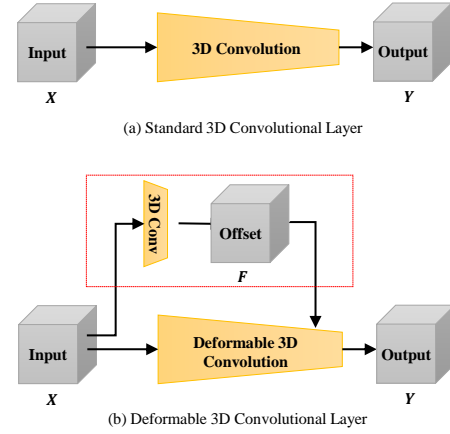 Input
3D Convolution
Output
X
Y
(a) Standard 3D Convolutional Layer
3D Conv
Offset
F
Input
Deformable 3D
Convolution
Output
X
Y
(b) Deformable 3D Convolutional Layer